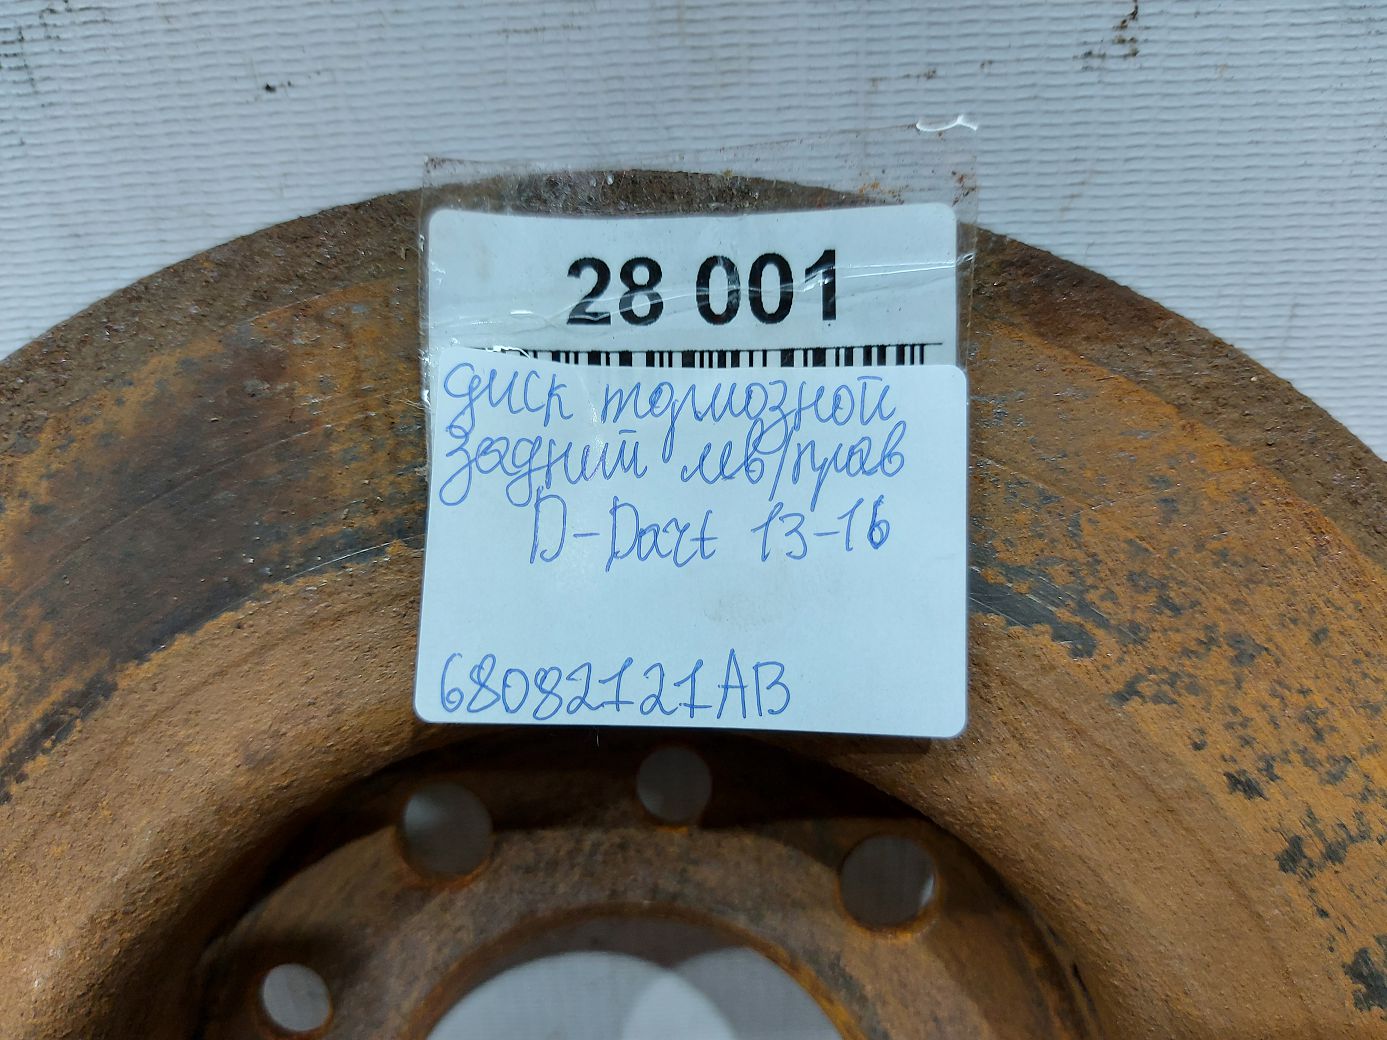 28 001
диск тормозной
задний лев/прав
D-Dart 13-16
68082121AB